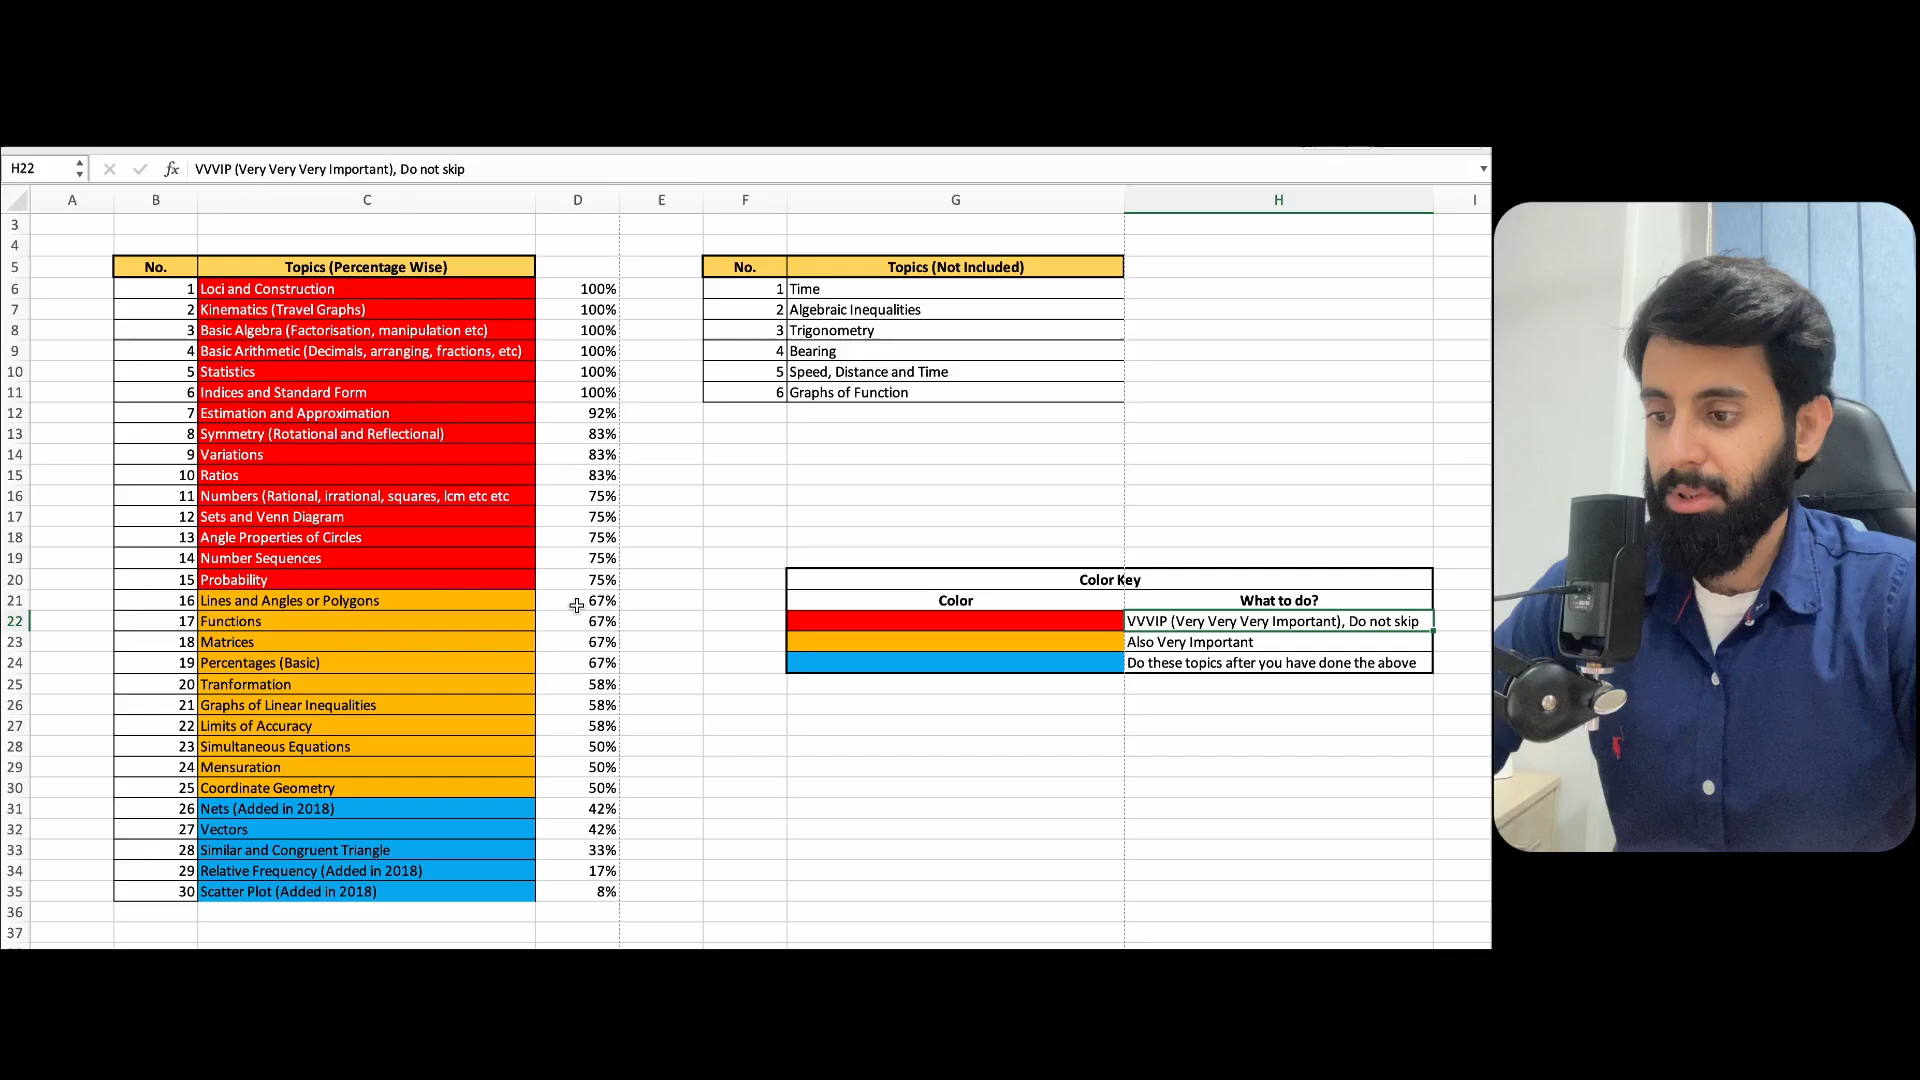 H22 fx VVVIP (Very Very Very Important), Do not skip
A B C D E F G H I
3
4
5 No. Topics (Percentage Wise) No. Topics (Not Included)
6 1 Loci and Construction 100% 1 Time
7 2 Kinematics (Travel Graphs) 100% 2 Algebraic Inequalities
8 3 Basic Algebra (Factorisation, manipulation etc) 100% 3 Trigonometry
9 4 Basic Arithmetic (Decimals, arranging, fractions, etc) 100% 4 Bearing
10 5 Statistics 100% 5 Speed, Distance and Time
11 6 Indices and Standard Form 100% 6 Graphs of Function
12 7 Estimation and Approximation 92%
13 8 Symmetry (Rotational and Reflectional) 83%
14 9 Variations 83%
15 10 Ratios 83%
16 11 Numbers (Rational, irrational, squares, lcm etc etc 75%
17 12 Sets and Venn Diagram 75%
18 13 Angle Properties of Circles 75%
19 14 Number Sequences 75%
20 15 Probability 75% Color Key
21 16 Lines and Angles or Polygons 67% Color What to do?
22 17 Functions 67% VVVIP (Very Very Very Important), Do not skip
23 18 Matrices 67% Also Very Important
24 19 Percentages (Basic) 67% Do these topics after you have done the above
25 20 Tranformation 58%
26 21 Graphs of Linear Inequalities 58%
27 22 Limits of Accuracy 58%
28 23 Simultaneous Equations 50%
29 24 Mensuration 50%
30 25 Coordinate Geometry 50%
31 26 Nets (Added in 2018) 42%
32 27 Vectors 42%
33 28 Similar and Congruent Triangle 33%
34 29 Relative Frequency (Added in 2018) 17%
35 30 Scatter Plot (Added in 2018) 8%
36
37